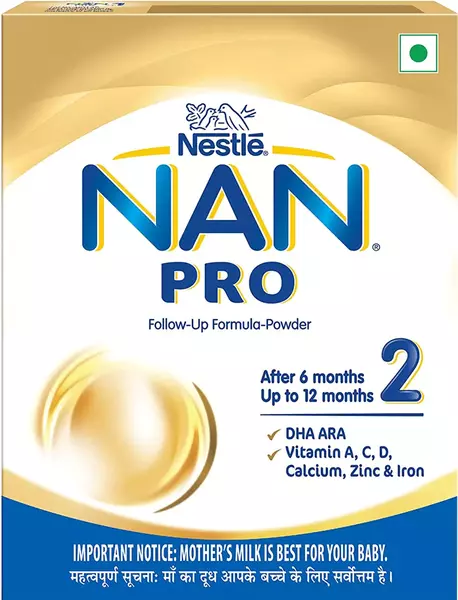 Nestlé®
NAN®
PRO
Follow-Up Formula-Powder
After 6 months
Up to 12 months
2
DHA ARA
Vitamin A, C, D,
Calcium, Zinc & Iron
IMPORTANT NOTICE: MOTHER'S MILK IS BEST FOR YOUR BABY.
महत्वपूर्ण सूचना: माँ का दूध आपके बच्चे के लिए सर्वोत्तम है।